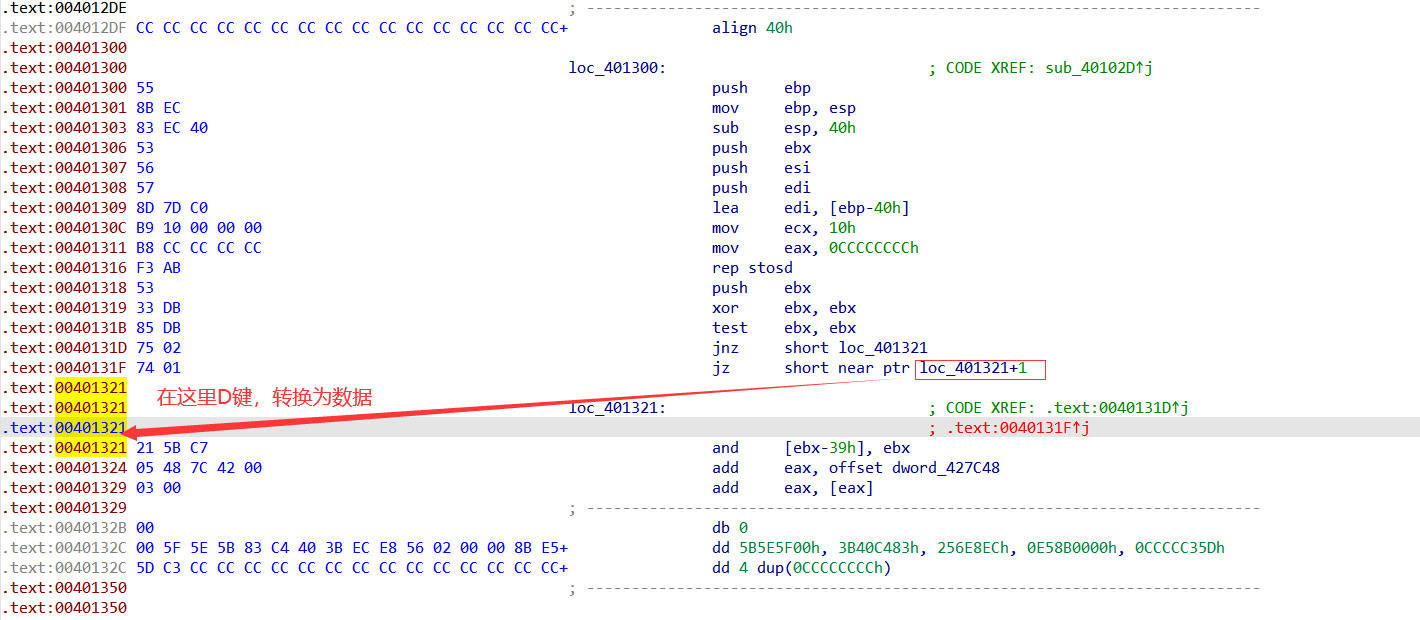 .text:004012DE ; ---------------------------------------------------------------------------
.text:004012DF CC CC CC CC CC CC CC CC CC CC CC CC CC CC CC CC+ align 40h
.text:00401300
.text:00401300 loc_401300: ; CODE XREF: sub_40102D↑j
.text:00401300 55 push ebp
.text:00401301 8B EC mov ebp, esp
.text:00401303 83 EC 40 sub esp, 40h
.text:00401306 53 push ebx
.text:00401307 56 push esi
.text:00401308 57 push edi
.text:00401309 8D 7D C0 lea edi, [ebp-40h]
.text:0040130C B9 10 00 00 00 mov ecx, 10h
.text:00401311 B8 CC CC CC CC mov eax, 0CCCCCCCCh
.text:00401316 F3 AB rep stosd
.text:00401318 53 push ebx
.text:00401319 33 DB xor ebx, ebx
.text:0040131B 85 DB test ebx, ebx
.text:0040131D 75 02 jnz short loc_401321
.text:0040131F 74 01 jz short near ptr loc_401321+1
.text:00401321
在这里D键，转换为数据
.text:00401321 loc_401321: ; CODE XREF: .text:0040131D↑j
.text:00401321 ; .text:0040131F↑j
.text:00401321 21 5B C7 and [ebx-39h], ebx
.text:00401324 05 48 7C 42 00 add eax, offset dword_427C48
.text:00401329 03 00 add eax, [eax]
.text:00401329 ; ---------------------------------------------------------------------------
.text:0040132B 00 db 0
.text:0040132C 00 5F 5E 5B 83 C4 40 3B EC E8 56 02 00 00 8B E5+ dd 5B5E5F00h, 3B40C483h, 256E8ECh, 0E58B0000h, 0CCCCC35Dh
.text:0040132C 5D C3 CC CC CC CC CC CC CC CC CC CC CC CC CC CC+ dd 4 dup(0CCCCCCCCh)
.text:00401350 ; ---------------------------------------------------------------------------
.text:00401350